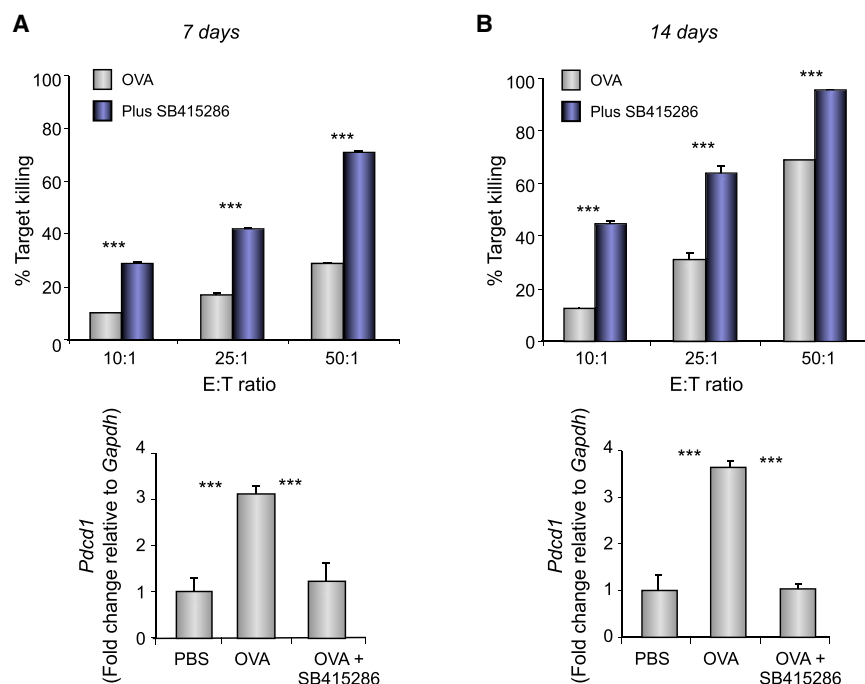 A
7 days
OVA
Plus SB415286
% Target killing
100
80
60
40
20
0
***
***
***
10:1
25:1
50:1
E:T ratio
Pdcd1
(Fold change relative to Gapdh)
4
3
2
1
0
***
***
PBS
OVA
OVA +
SB415286
B
14 days
OVA
Plus SB415286
% Target killing
100
80
60
40
20
0
***
***
***
10:1
25:1
50:1
E:T ratio
Pdcd1
(Fold change relative to Gapdh)
4
3
2
1
0
***
***
PBS
OVA
OVA +
SB415286